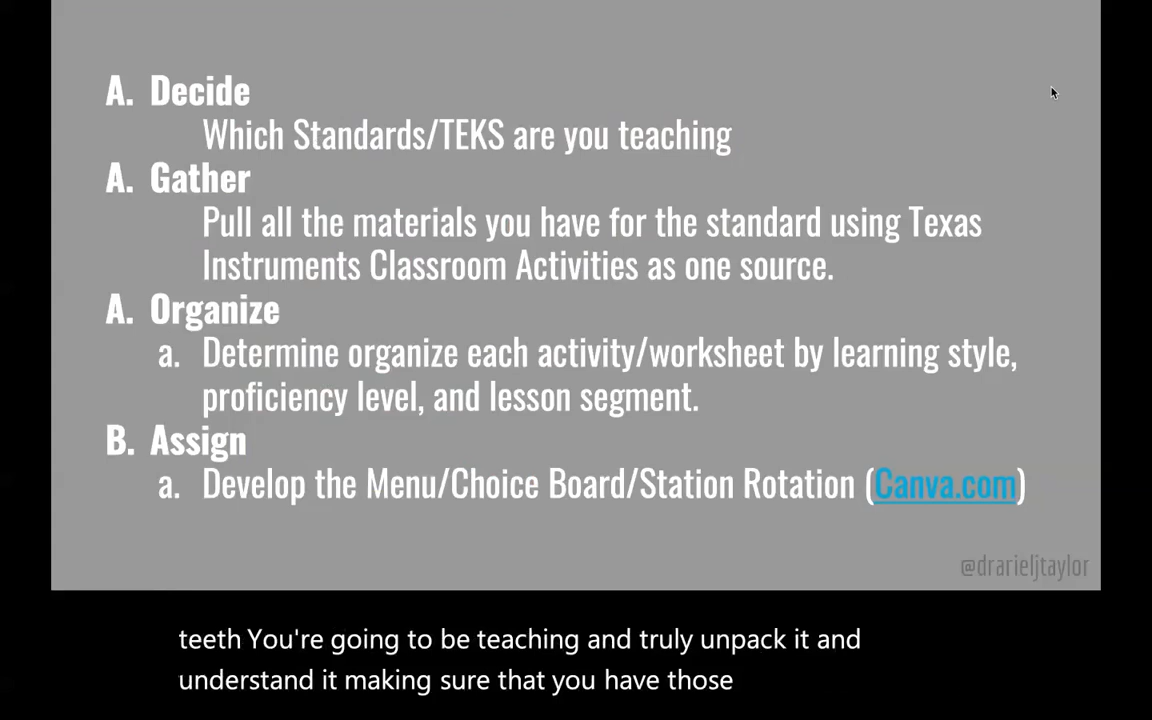 A. Decide
Which Standards/TEKS are you teaching
A. Gather
Pull all the materials you have for the standard using Texas
Instruments Classroom Activities as one source.
A. Organize
a. Determine organize each activity/worksheet by learning style,
proficiency level, and lesson segment.
B. Assign
a. Develop the Menu/Choice Board/Station Rotation (Canva.com)
@drarieljtaylor
teeth You're going to be teaching and truly unpack it and
understand it making sure that you have those